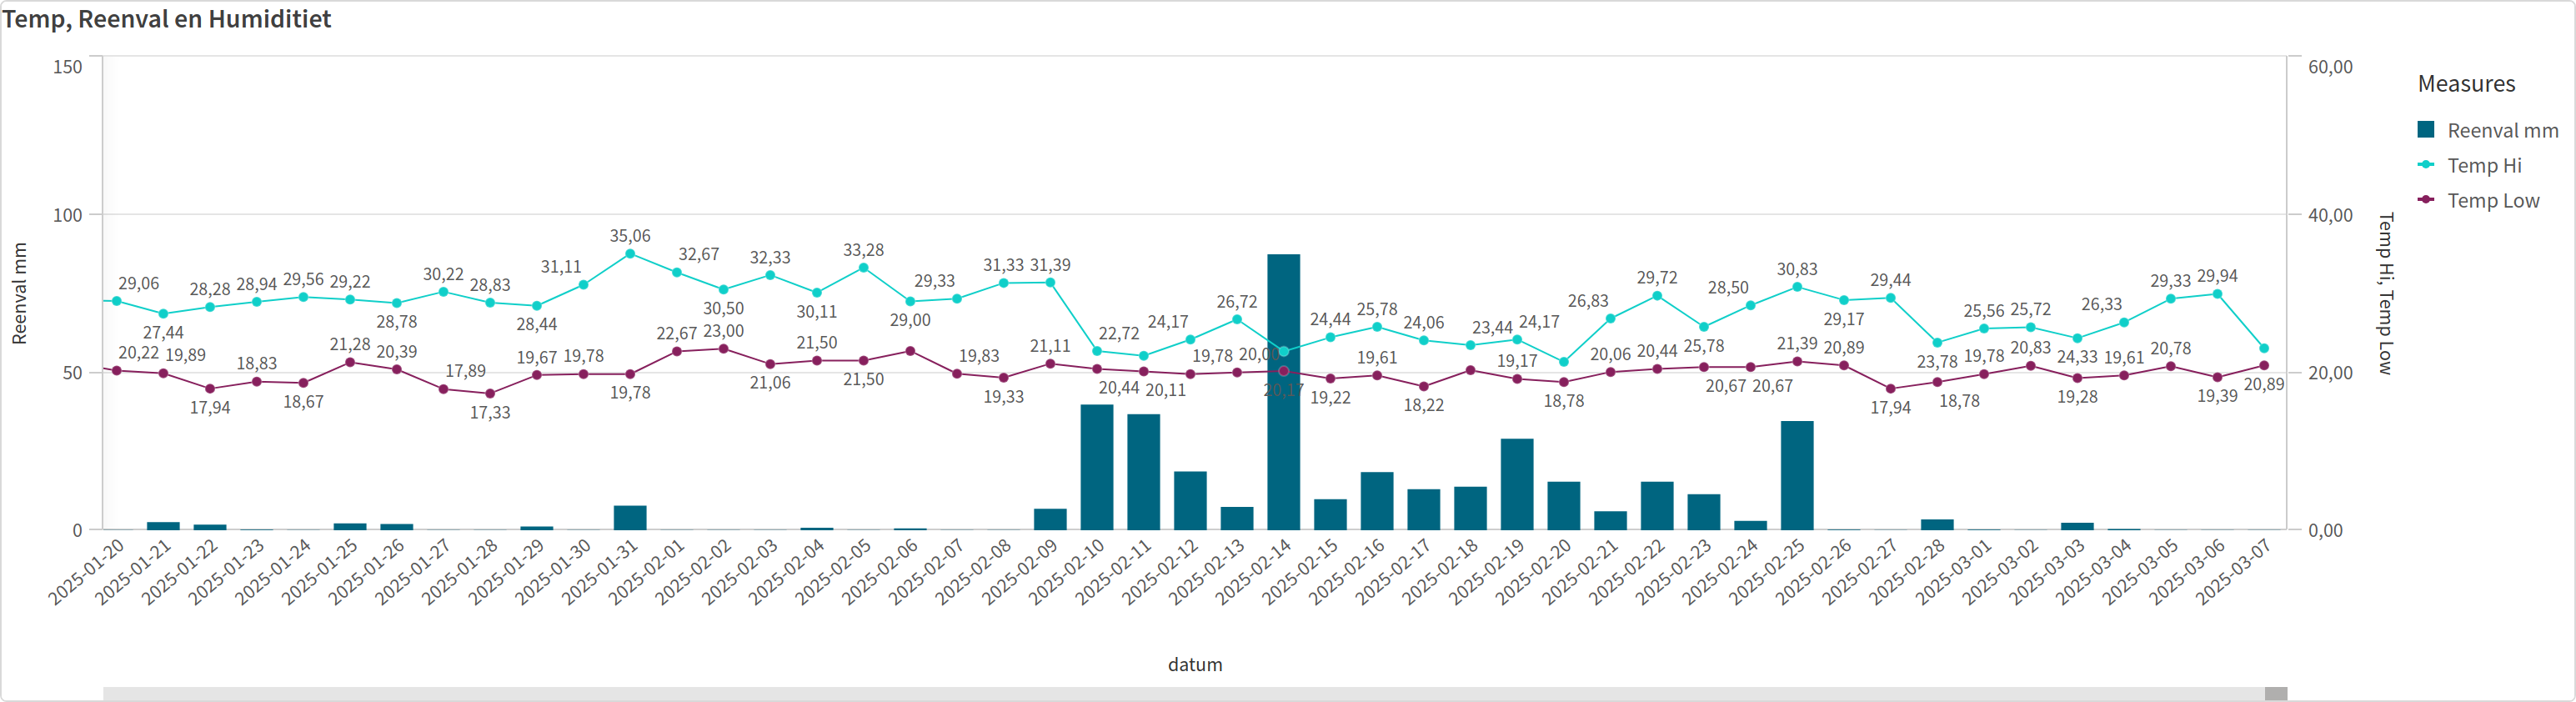 Temp, Reenval en Humiditiet
150
100
50
0
Reenval mm
60,00
40,00
20,00
0,00
Temp Hi, Temp Low
Measures
Reenval mm
Temp Hi
Temp Low
29,06 27,44 28,28 28,94 29,56 29,22 28,78 30,22 28,83 28,44 31,11 35,06 32,67 30,50 32,33 30,11 33,28 29,00 29,33 31,33 31,39 22,72 24,17 26,72 24,44 25,78 24,06 23,44 24,17 26,83 29,72 25,78 28,50 30,83 29,17 29,44 23,78 25,56 25,72 24,33 26,33 29,33 29,94
20,22 19,89 17,94 18,83 18,67 21,28 20,39 17,89 17,33 19,67 19,78 19,78 22,67 23,00 21,06 21,50 21,50 19,83 19,33 21,11 20,44 20,11 19,78 20,17 19,22 19,61 18,22 19,17 18,78 20,06 20,44 20,67 20,67 21,39 20,89 17,94 18,78 19,78 20,83 19,28 19,61 20,78 19,39 20,89
2025-01-20 2025-01-21 2025-01-22 2025-01-23 2025-01-24 2025-01-25 2025-01-26 2025-01-27 2025-01-28 2025-01-29 2025-01-30 2025-01-31 2025-02-01 2025-02-02 2025-02-03 2025-02-04 2025-02-05 2025-02-06 2025-02-07 2025-02-08 2025-02-09 2025-02-10 2025-02-11 2025-02-12 2025-02-13 2025-02-14 2025-02-15 2025-02-16 2025-02-17 2025-02-18 2025-02-19 2025-02-20 2025-02-21 2025-02-22 2025-02-23 2025-02-24 2025-02-25 2025-02-26 2025-02-27 2025-02-28 2025-03-01 2025-03-02 2025-03-03 2025-03-04 2025-03-05 2025-03-06 2025-03-07
datum